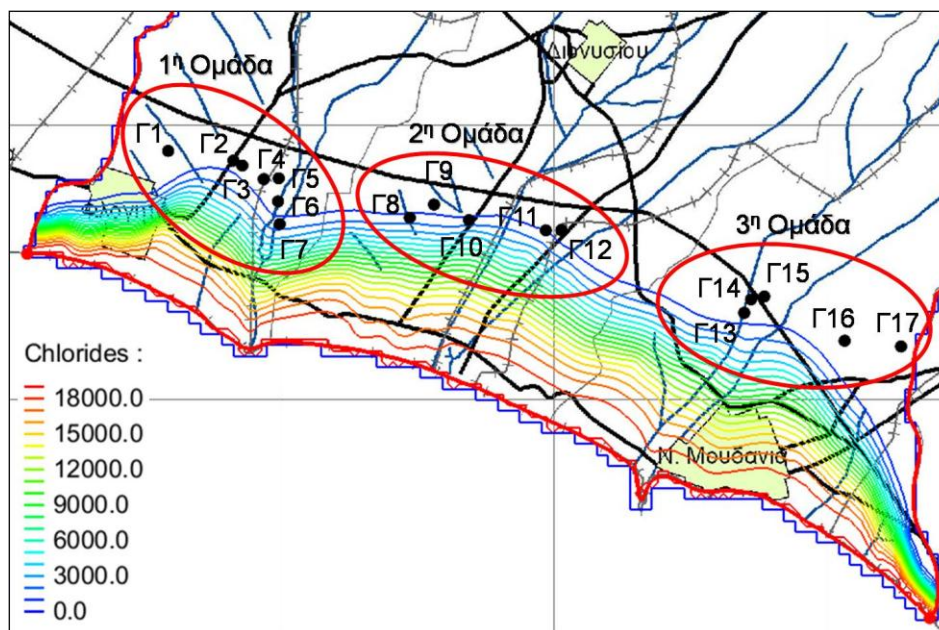 Διονυσίου
1η Ομάδα
2η Ομάδα
3η Ομάδα
Γ1
Γ2
Γ3
Γ4
Γ5
Γ6
Γ7
Γ8
Γ9
Γ10
Γ11
Γ12
Γ13
Γ14
Γ15
Γ16
Γ17
Ν. Μουδανιά
Chlorides :
18000.0
15000.0
12000.0
9000.0
6000.0
3000.0
0.0